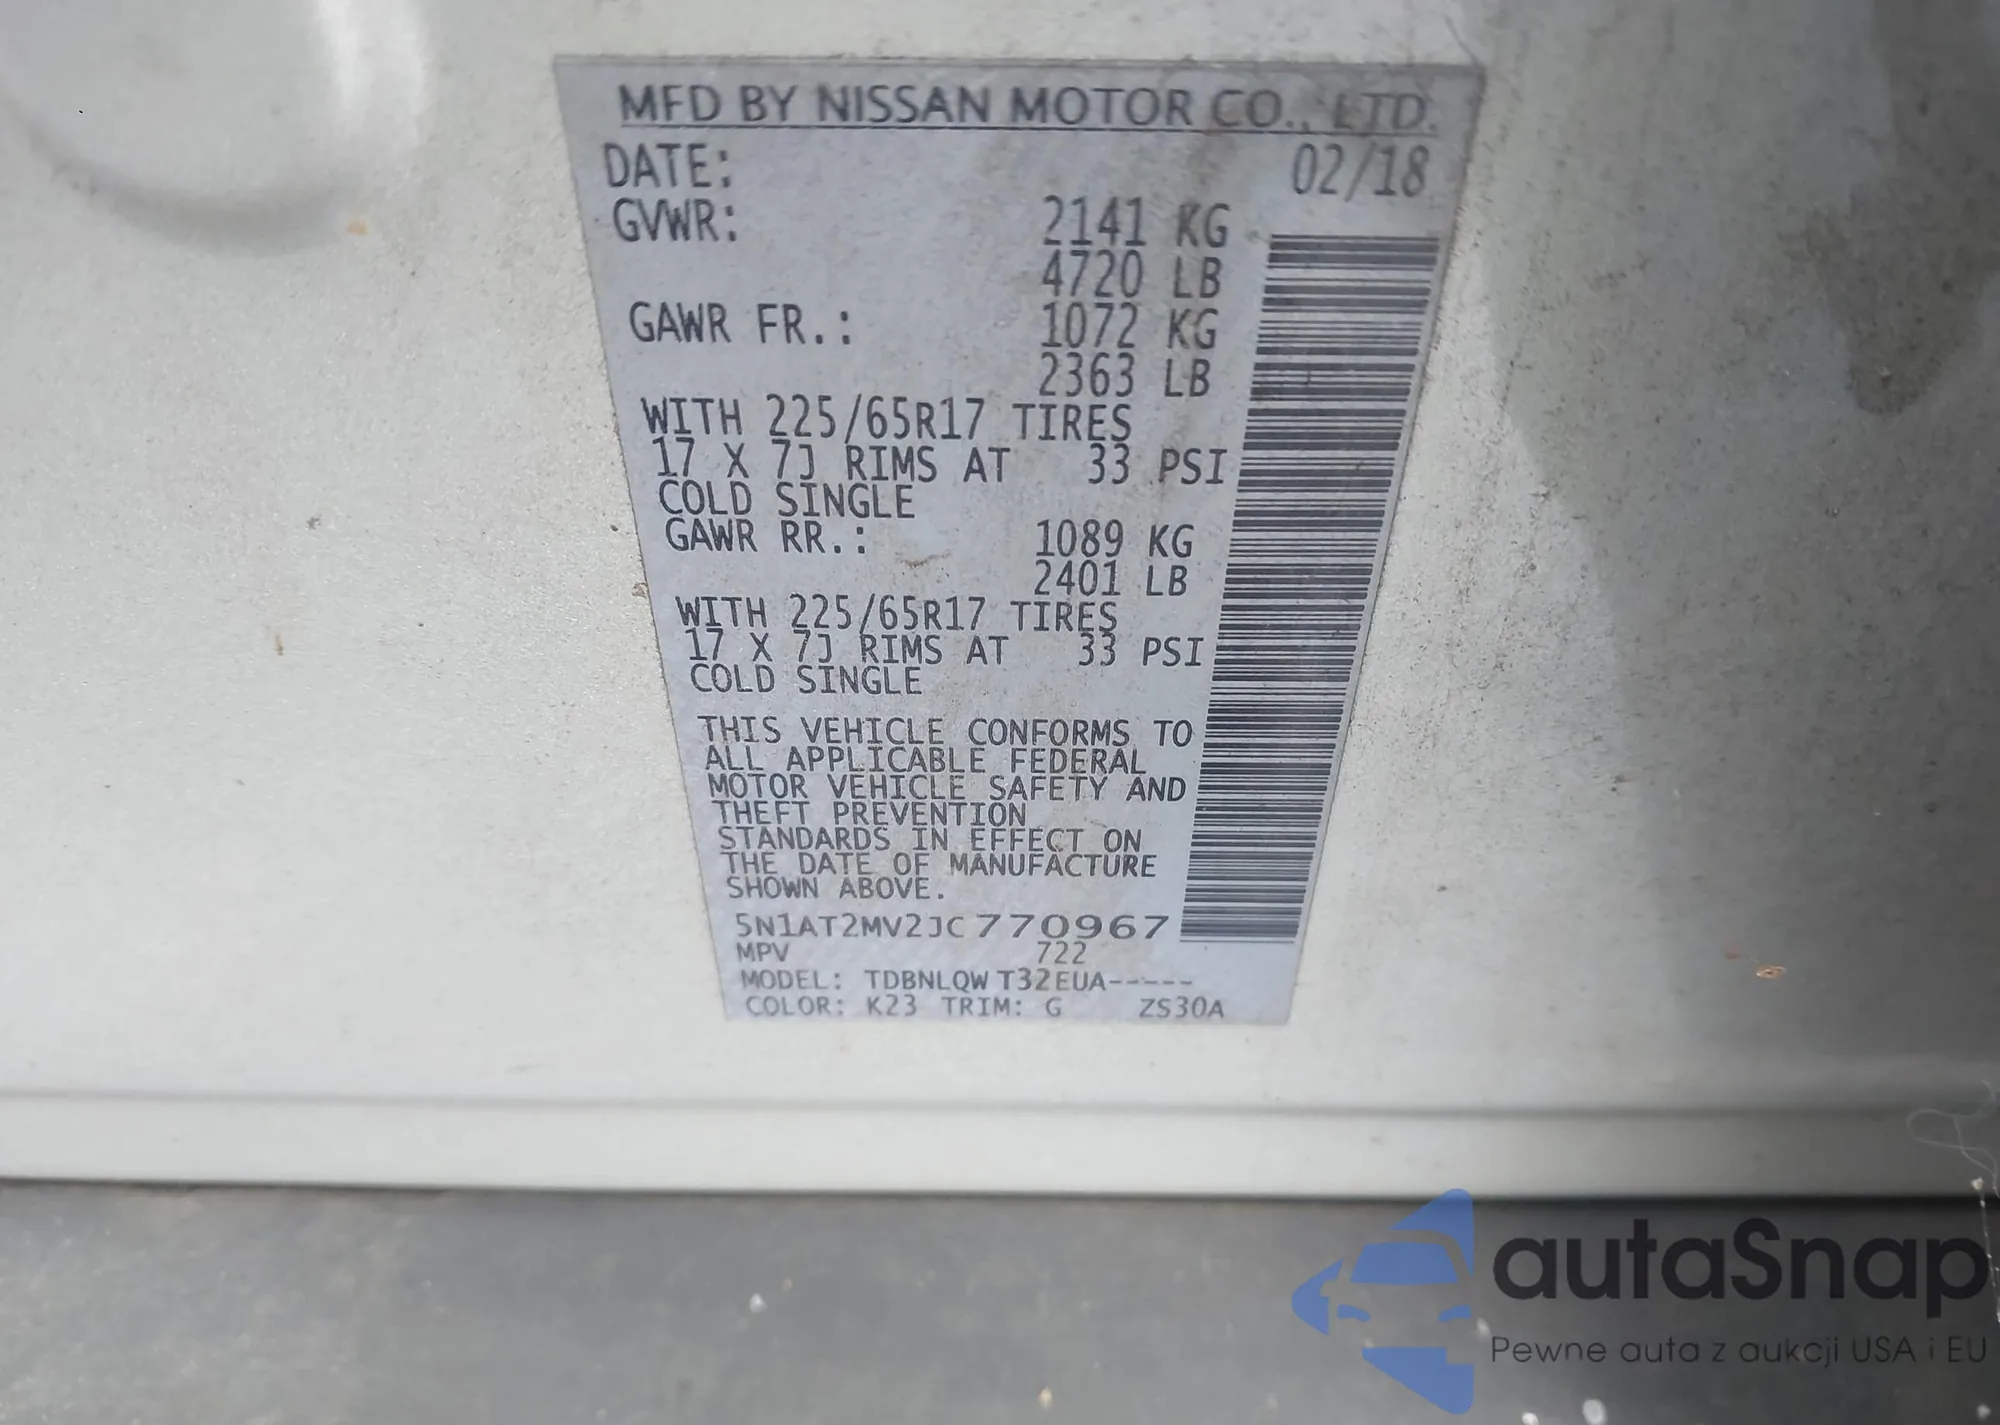 MFD BY NISSAN MOTOR CO., LTD.
DATE: 02/18
GVWR: 2141 KG
4720 LB
GAWR FR.: 1072 KG
2363 LB
WITH 225/65R17 TIRES
17 X 7J RIMS AT 33 PSI
COLD SINGLE
GAWR RR.: 1089 KG
2401 LB
WITH 225/65R17 TIRES
17 X 7J RIMS AT 33 PSI
COLD SINGLE
THIS VEHICLE CONFORMS TO
ALL APPLICABLE FEDERAL
MOTOR VEHICLE SAFETY AND
THEFT PREVENTION
STANDARDS IN EFFECT ON
THE DATE OF MANUFACTURE
SHOWN ABOVE.
5N1AT2MV2JC770967
MPV 722
MODEL: TDBNLQW T32EUA-----
COLOR: K23 TRIM: G ZS30A
autaSnap
Pewne auta z aukcji USA i EU